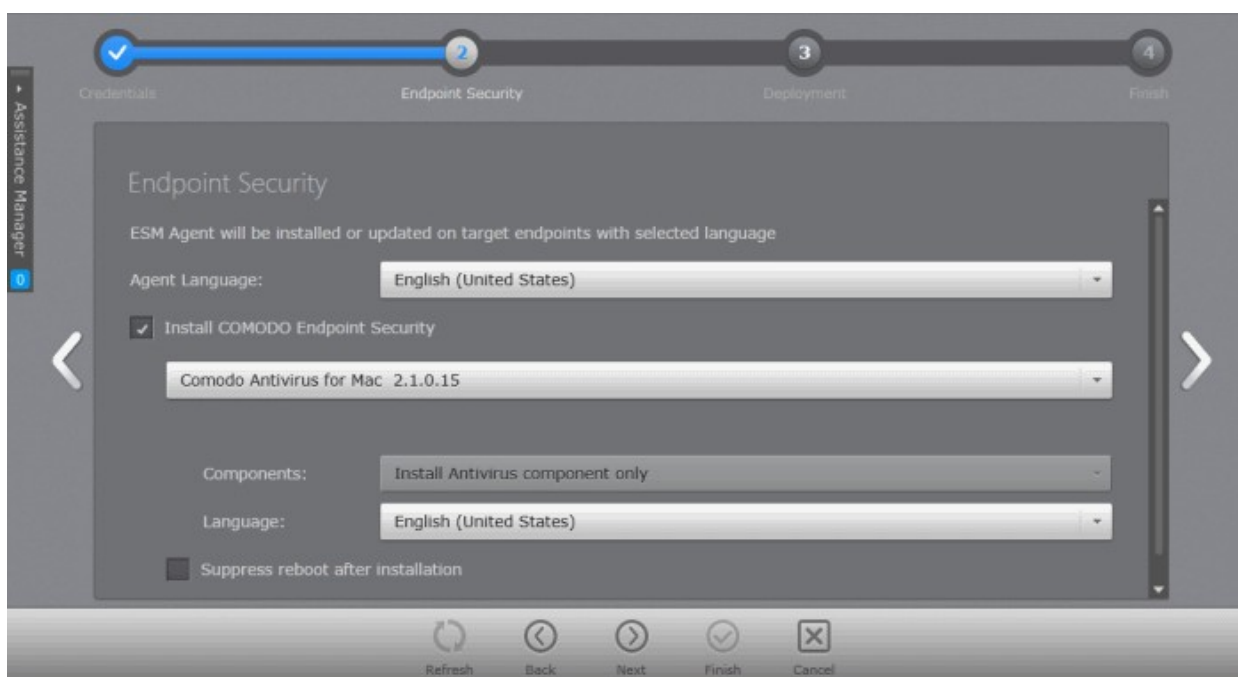 2
3
4
Credentials
Endpoint Security
Deployment
Finish
Assistance Manager
0
Endpoint Security
ESM Agent will be installed or updated on target endpoints with selected language
Agent Language:
English (United States)
Install COMODO Endpoint Security
Comodo Antivirus for Mac 2.1.0.15
Components:
Install Antivirus component only
Language:
English (United States)
Suppress reboot after installation
Refresh
Back
Next
Finish
Cancel